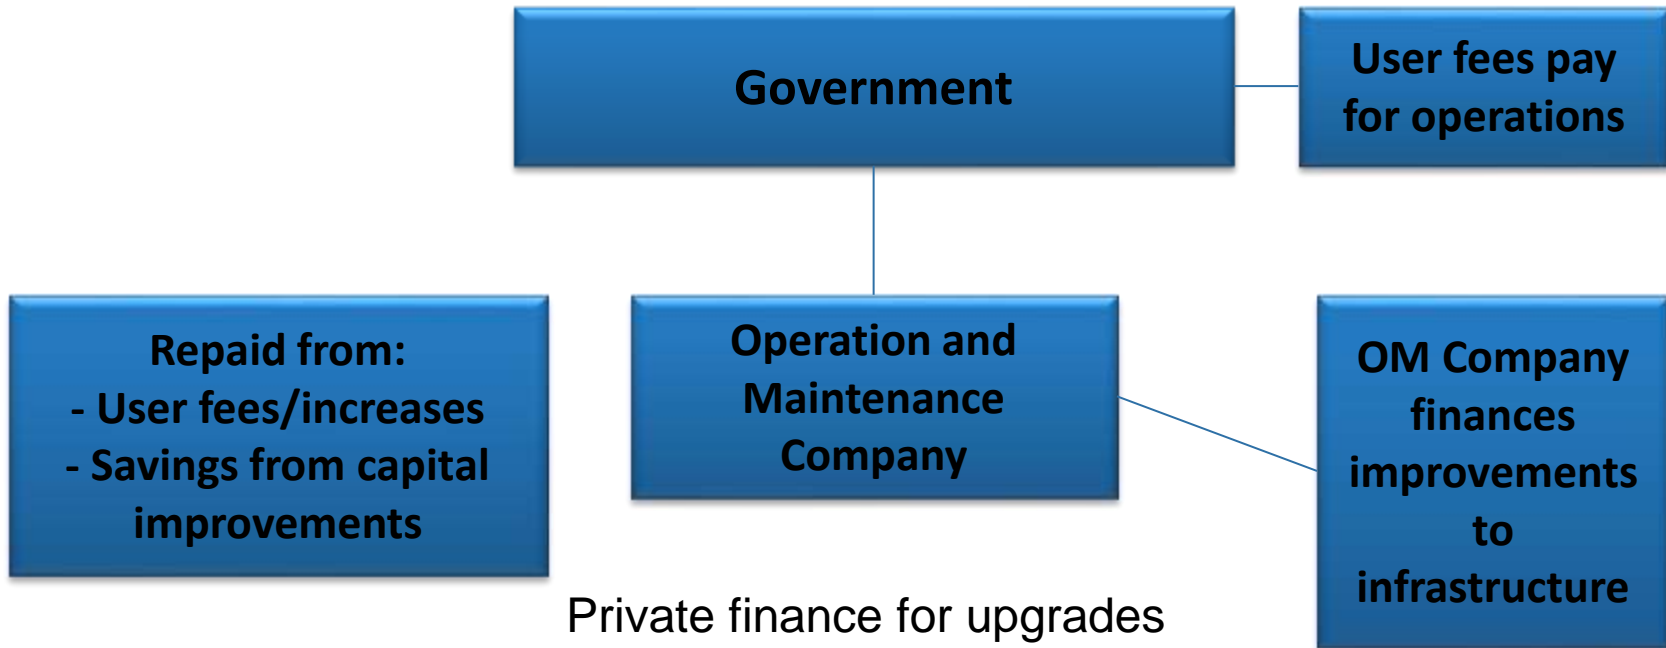 Government
User fees pay
for operations
Repaid from:
- User fees/increases
- Savings from capital
improvements
Operation and
Maintenance
Company
OM Company
finances
improvements
to
infrastructure
Private finance for upgrades